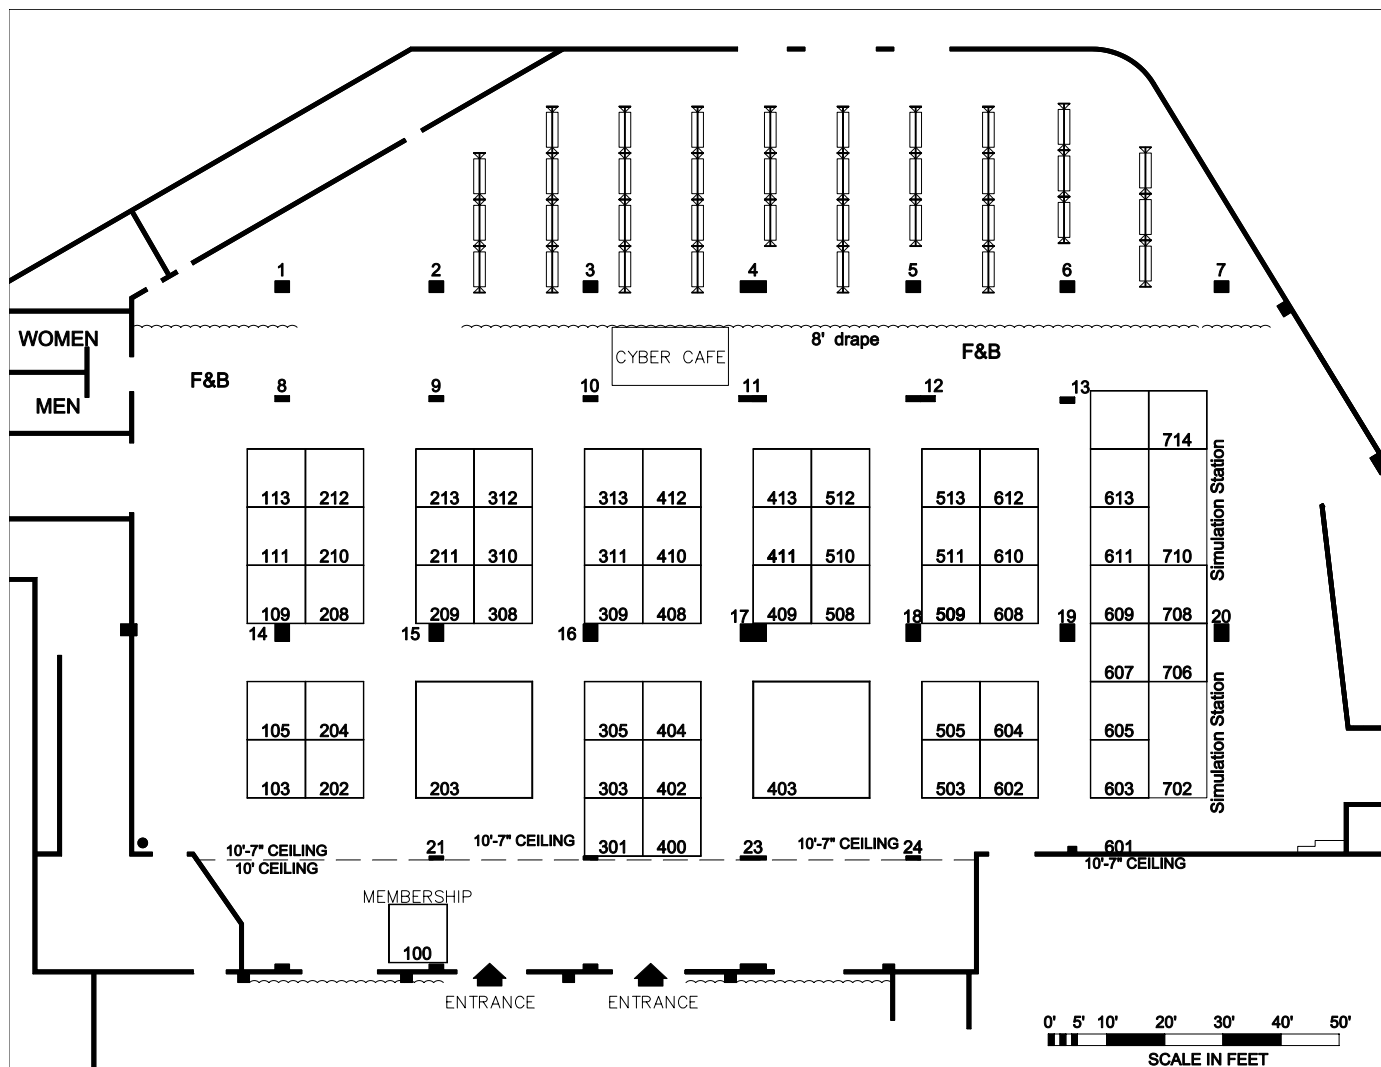 1 2 3 4 5 6 7
WOMEN
8' drape
F&B
CYBER CAFE
F&B
MEN
8 9 10 11 12 13
714
113 212 213 312 313 412 413 512 513 612 613
Simulation Station
111 210 211 310 311 410 411 510 511 610 611 710
109 208 209 308 309 408 409 508 509 608 609 708
14 15 16 17 18 19 20
607 706
105 204 305 404 505 604 605
Simulation Station
103 202 203 303 402 403 503 602 603 702
10'-7" CEILING
21
10'-7" CEILING
301 400
23
10'-7" CEILING
24
601
10' CEILING
10'-7" CEILING
MEMBERSHIP
100
ENTRANCE
ENTRANCE
0' 5' 10' 20' 30' 40' 50'
SCALE IN FEET